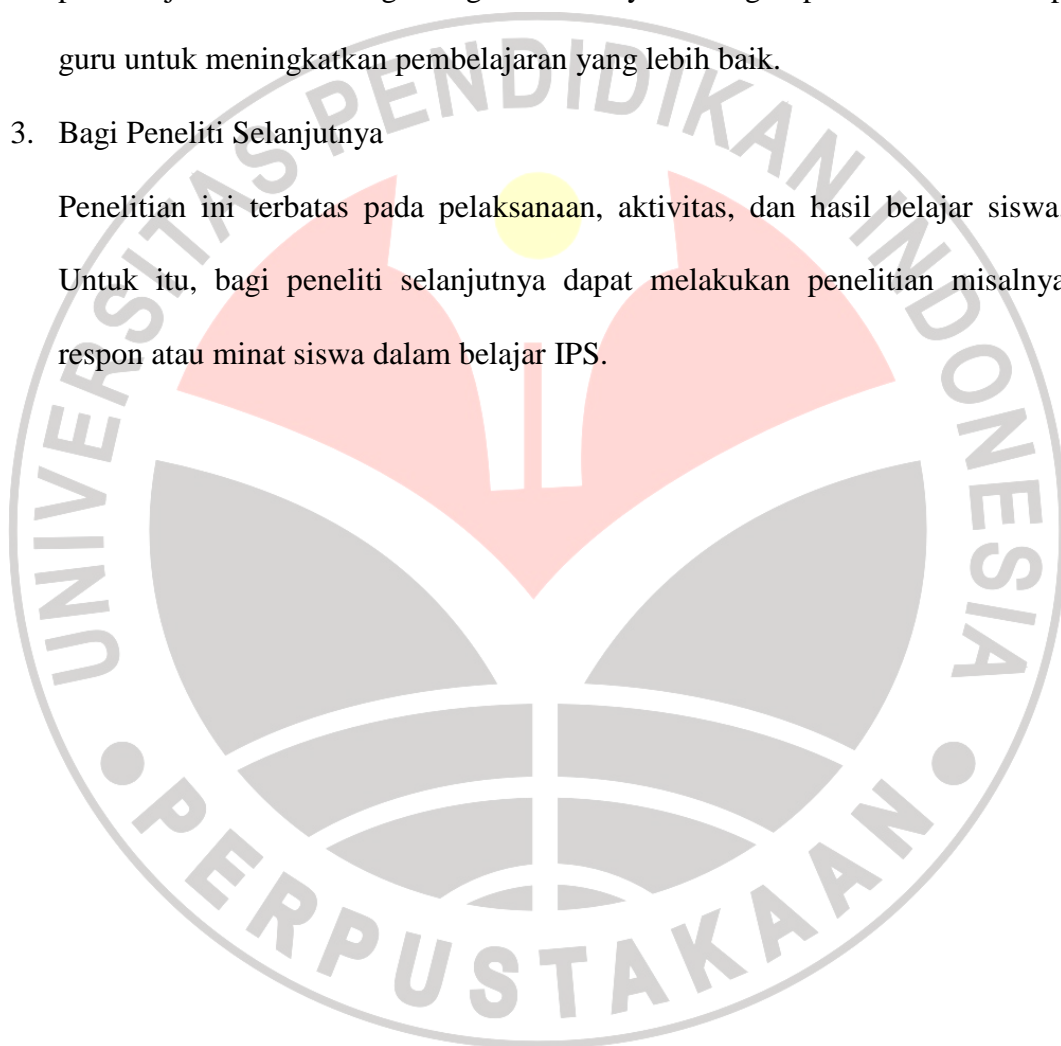 guru untuk meningkatkan pembelajaran yang lebih baik.
3. Bagi Peneliti Selanjutnya
Penelitian ini terbatas pada pelaksanaan, aktivitas, dan hasil belajar siswa
Untuk itu, bagi peneliti selanjutnya dapat melakukan penelitian misalnya
respon atau minat siswa dalam belajar IPS.
UNIVERSITAS PENDIDIKAN INDONESIA
PERPUSTAKAAN